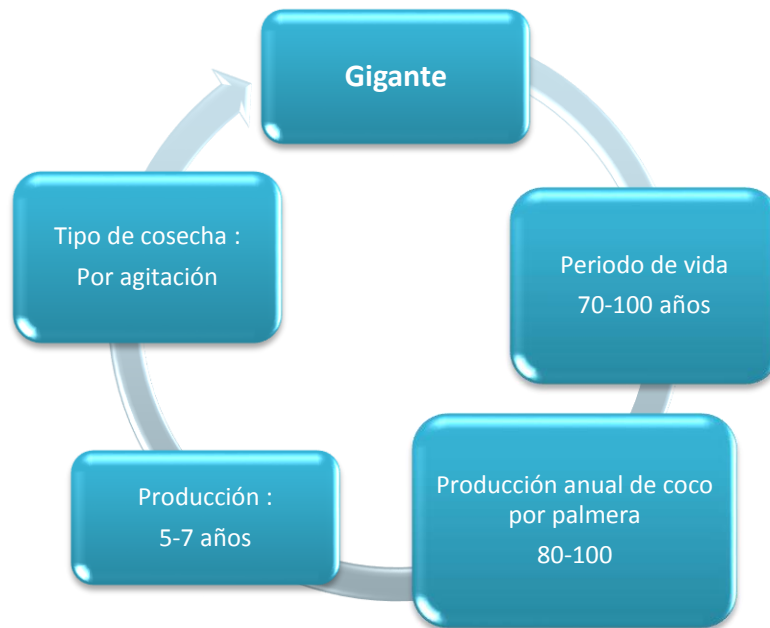 Gigante
Periodo de vida
70-100 años
Producción anual de coco
por palmera
80-100
Producción :
5-7 años
Tipo de cosecha :
Por agitación